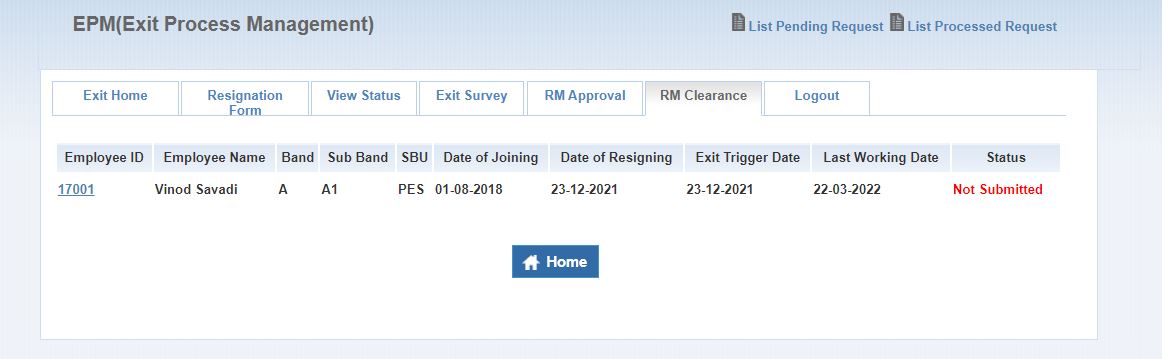 EPM(Exit Process Management)
List Pending Request List Processed Request
Exit Home Resignation Form View Status Exit Survey RM Approval RM Clearance Logout
Employee ID Employee Name Band Sub Band SBU Date of Joining Date of Resigning Exit Trigger Date Last Working Date Status
17001 Vinod Savadi A A1 PES 01-08-2018 23-12-2021 23-12-2021 22-03-2022 Not Submitted
Home